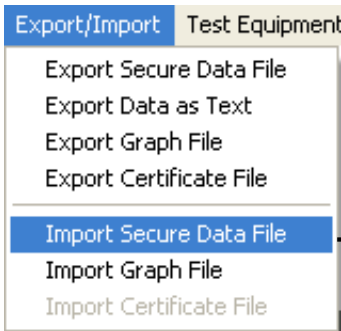 Export/Import Test Equipment
Export Secure Data File
Export Data as Text
Export Graph File
Export Certificate File
Import Secure Data File
Import Graph File
Import Certificate File